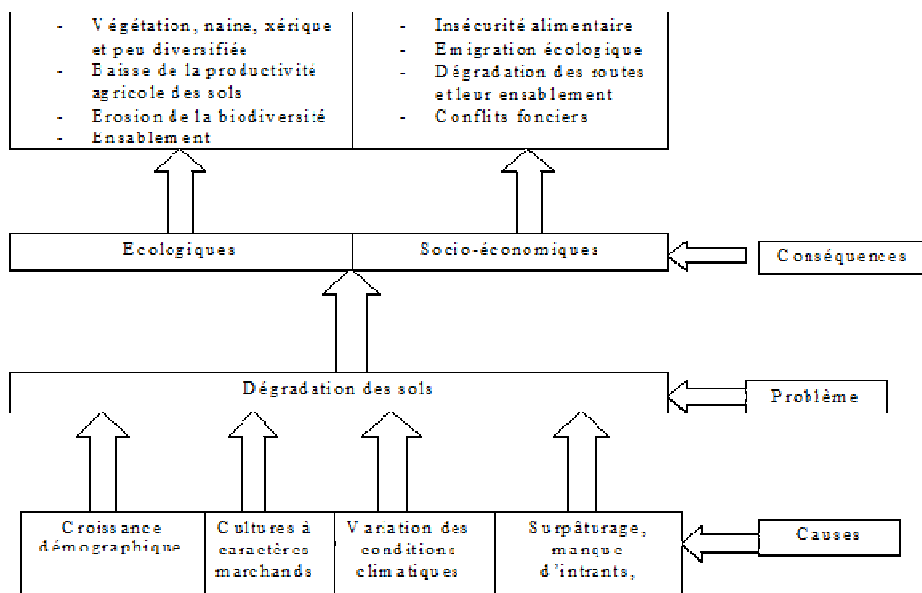 - Végétation, naine, xérique
et peu diversifiée
- Baisse de la productivité
agricole des sols
- Erosion de la biodiversité
- Ensablement
- Insécurité alimentaire
- Emigration écologique
- Dégradation des routes
et leur ensablement
- Conflits fonciers
Ecologiques
Socio-économiques
Conséquences
Dégradation des sols
Problème
Croissance
démographique
Cultures à
caractères
marchands
Variation des
conditions
climatiques
Surpâturage,
manque
d'intrants,
Causes